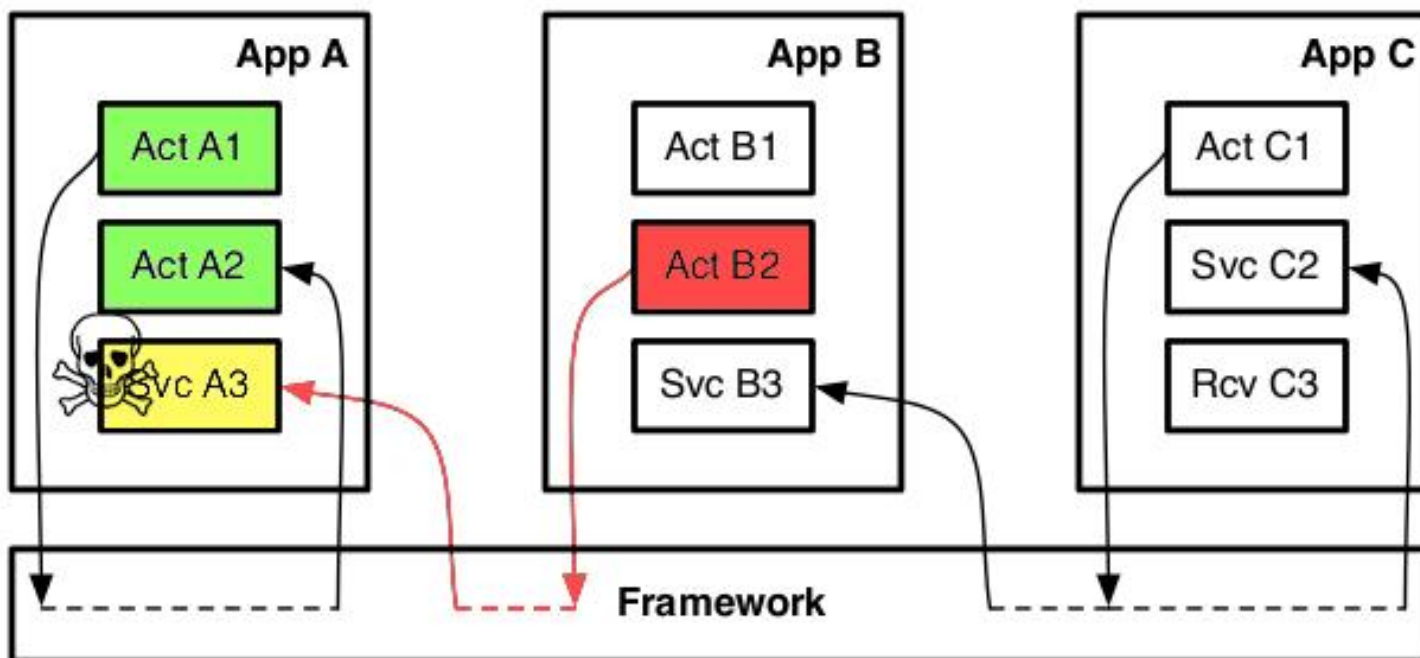 App A
Act A1
Act A2
Svc A3
App B
Act B1
Act B2
Svc B3
App C
Act C1
Svc C2
Rcv C3
Framework